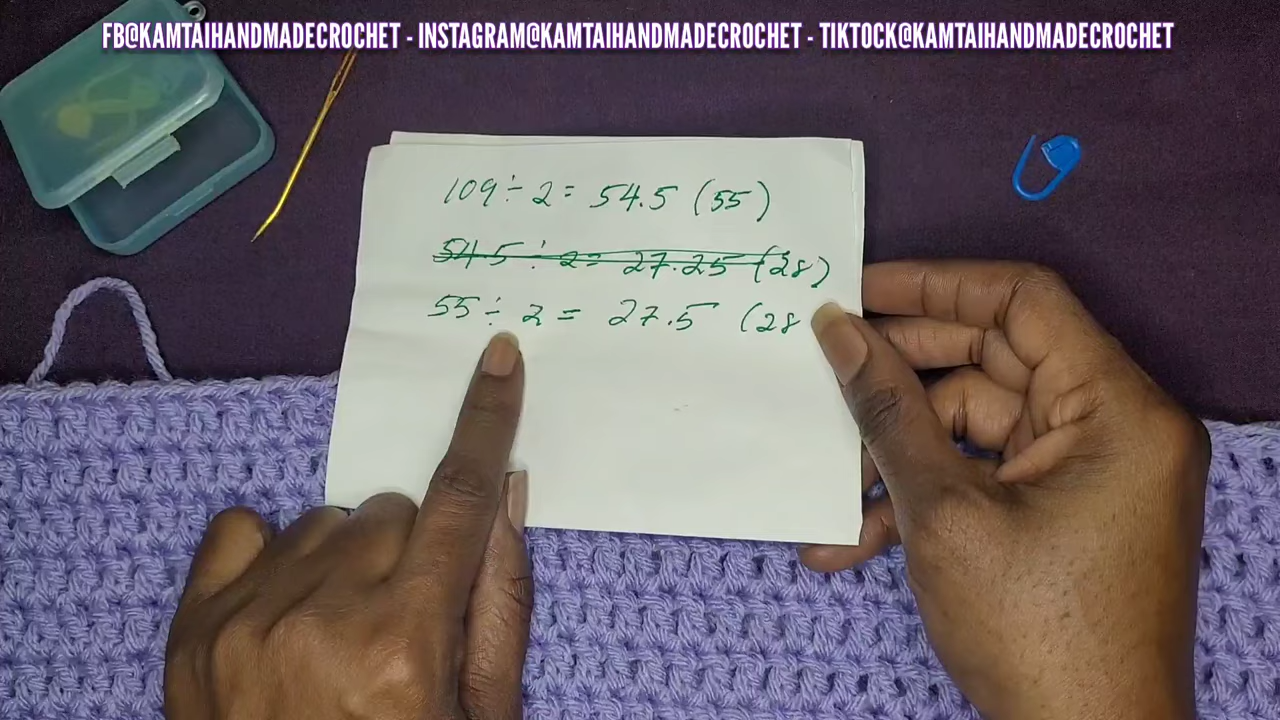 FB@KAMTAIHANDMADECROCHET - INSTAGRAM@KAMTAIHANDMADECROCHET - TIKTOCK@KAMTAIHANDMADECROCHET
109 ÷ 2 = 54.5 (55)
54.5 ÷ 2 = 27.25 (28)
55 ÷ 2 = 27.5 (28